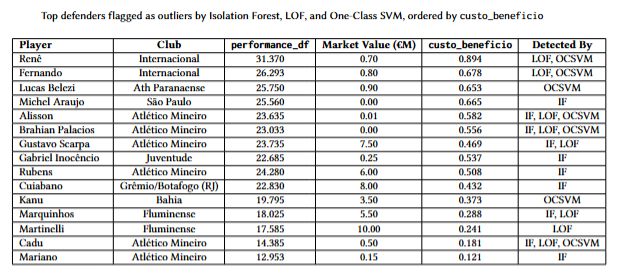 Top defenders flagged as outliers by Isolation Forest, LOF, and One-Class SVM, ordered by custo_beneficio
Player Club performance_df Market Value (€M) custo_beneficio Detected By
Renê Internacional 31.370 0.70 0.894 LOF, OCSVM
Fernando Internacional 26.293 0.80 0.678 LOF, OCSVM
Lucas Belezi Ath Paranaense 25.750 0.90 0.653 OCSVM
Michel Araujo São Paulo 25.560 0.00 0.665 IF
Alisson Atlético Mineiro 23.635 0.01 0.582 IF, LOF, OCSVM
Brahian Palacios Atlético Mineiro 23.033 0.00 0.556 IF, LOF, OCSVM
Gustavo Scarpa Atlético Mineiro 23.735 7.50 0.469 IF, LOF
Gabriel Inocêncio Juventude 22.685 0.25 0.537 IF
Rubens Atlético Mineiro 24.280 6.00 0.508 IF
Cuiabano Grêmio/Botafogo (RJ) 22.830 8.00 0.432 IF
Kanu Bahia 19.795 3.50 0.373 OCSVM
Marquinhos Fluminense 18.025 5.50 0.288 IF, LOF
Martinelli Fluminense 17.585 10.00 0.241 LOF
Cadu Atlético Mineiro 14.385 0.50 0.181 IF, LOF, OCSVM
Mariano Atlético Mineiro 12.953 0.15 0.121 IF